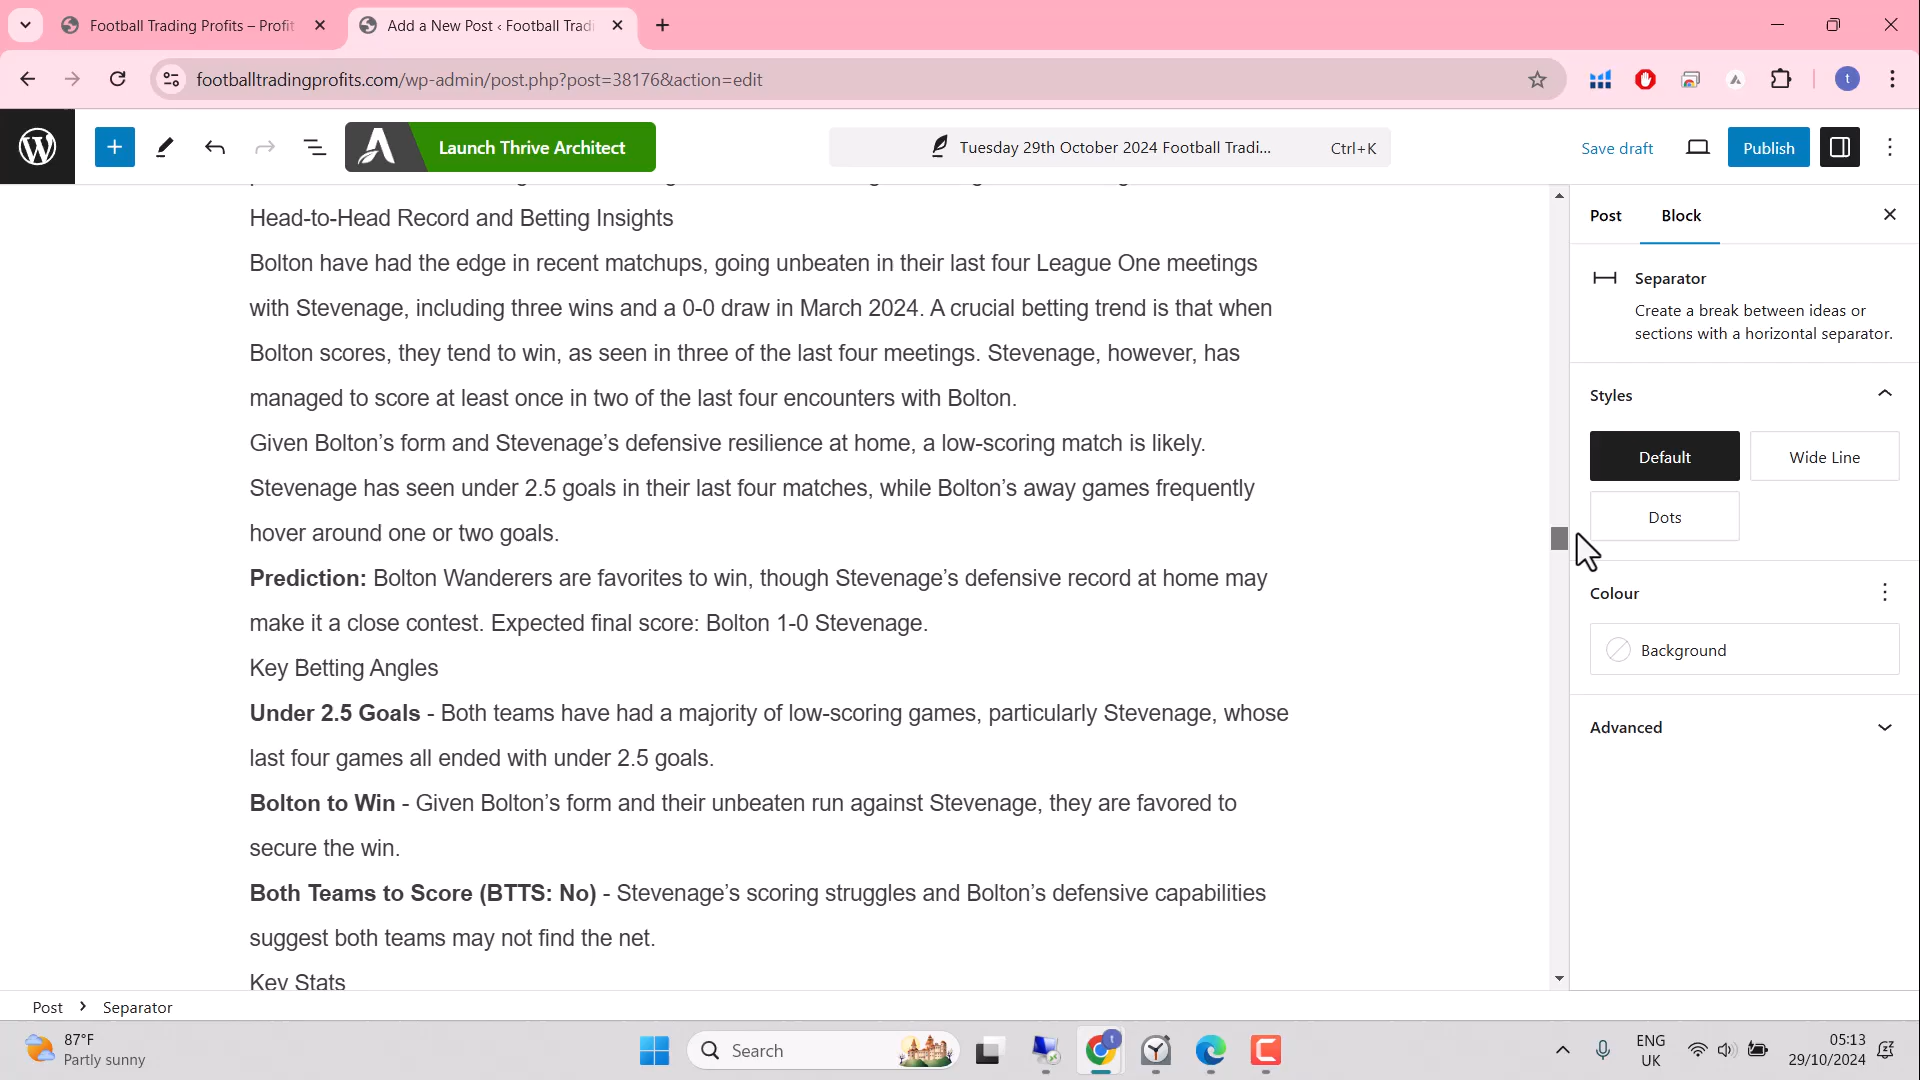 Football Trading Profits – Profit
Add a New Post ‹ Football Tradi
footballtradingprofits.com/wp-admin/post.php?post=38176&action=edit
t
Launch Thrive Architect
Tuesday 29th October 2024 Football Tradi... Ctrl+K
Save draft
Publish
Head-to-Head Record and Betting Insights
Bolton have had the edge in recent matchups, going unbeaten in their last four League One meetings
with Stevenage, including three wins and a 0-0 draw in March 2024. A crucial betting trend is that when
Bolton scores, they tend to win, as seen in three of the last four meetings. Stevenage, however, has
managed to score at least once in two of the last four encounters with Bolton.
Given Bolton’s form and Stevenage’s defensive resilience at home, a low-scoring match is likely.
Stevenage has seen under 2.5 goals in their last four matches, while Bolton’s away games frequently
hover around one or two goals.
Prediction: Bolton Wanderers are favorites to win, though Stevenage’s defensive record at home may
make it a close contest. Expected final score: Bolton 1-0 Stevenage.
Key Betting Angles
Under 2.5 Goals - Both teams have had a majority of low-scoring games, particularly Stevenage, whose
last four games all ended with under 2.5 goals.
Bolton to Win - Given Bolton’s form and their unbeaten run against Stevenage, they are favored to
secure the win.
Both Teams to Score (BTTS: No) - Stevenage’s scoring struggles and Bolton’s defensive capabilities
suggest both teams may not find the net.
Key Stats
Post Block
Separator
Create a break between ideas or
sections with a horizontal separator.
Styles
Default Wide Line
Dots
Colour
Background
Advanced
Post Separator
87°F
Partly sunny
Search
t
ENG
UK
05:13
29/10/2024